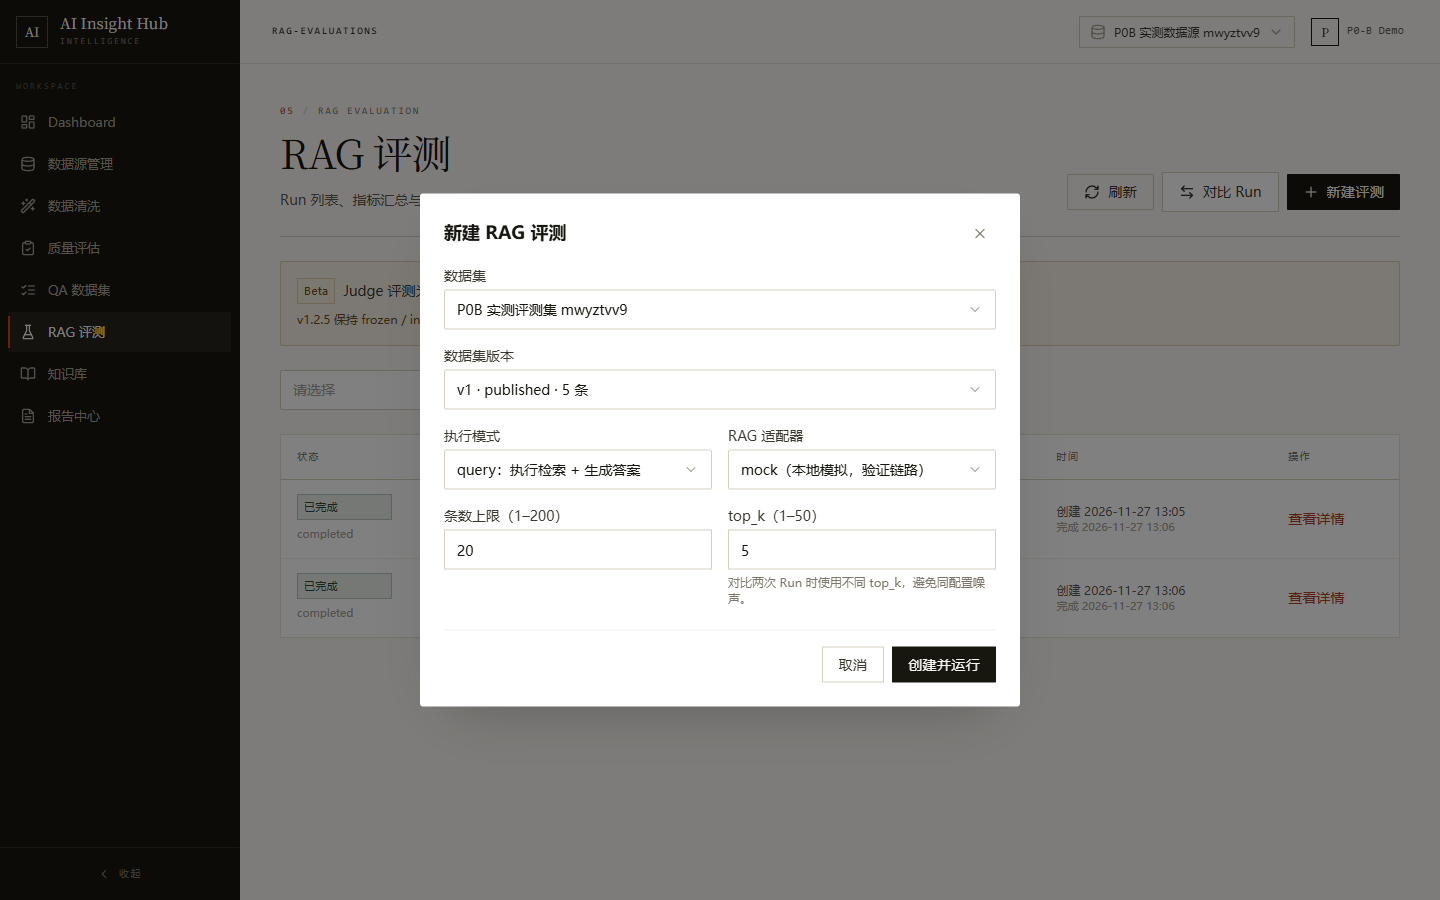 AI
AI Insight Hub
INTELLIGENCE
WORKSPACE
Dashboard
数据源管理
数据清洗
质量评估
QA 数据集
RAG 评测
知识库
报告中心
收起
RAG-EVALUATIONS
P0B 实测数据源 mwyztvv9
P
P0-B Demo
05 / RAG EVALUATION
RAG 评测
Run 列表、指标汇总与
刷新
对比 Run
新建评测
Beta
Judge 评测
v1.2.5 保持 frozen / in
请选择
状态
时间
操作
已完成
completed
创建 2026-11-27 13:05
完成 2026-11-27 13:06
查看详情
已完成
completed
创建 2026-11-27 13:06
完成 2026-11-27 13:06
查看详情
新建 RAG 评测
数据集
P0B 实测评测集 mwyztvv9
数据集版本
v1 · published · 5 条
执行模式
RAG 适配器
query：执行检索 + 生成答案
mock（本地模拟，验证链路）
条数上限（1–200）
top_k（1–50）
20
5
对比两次 Run 时使用不同 top_k，避免同配置噪
声。
取消
创建并运行